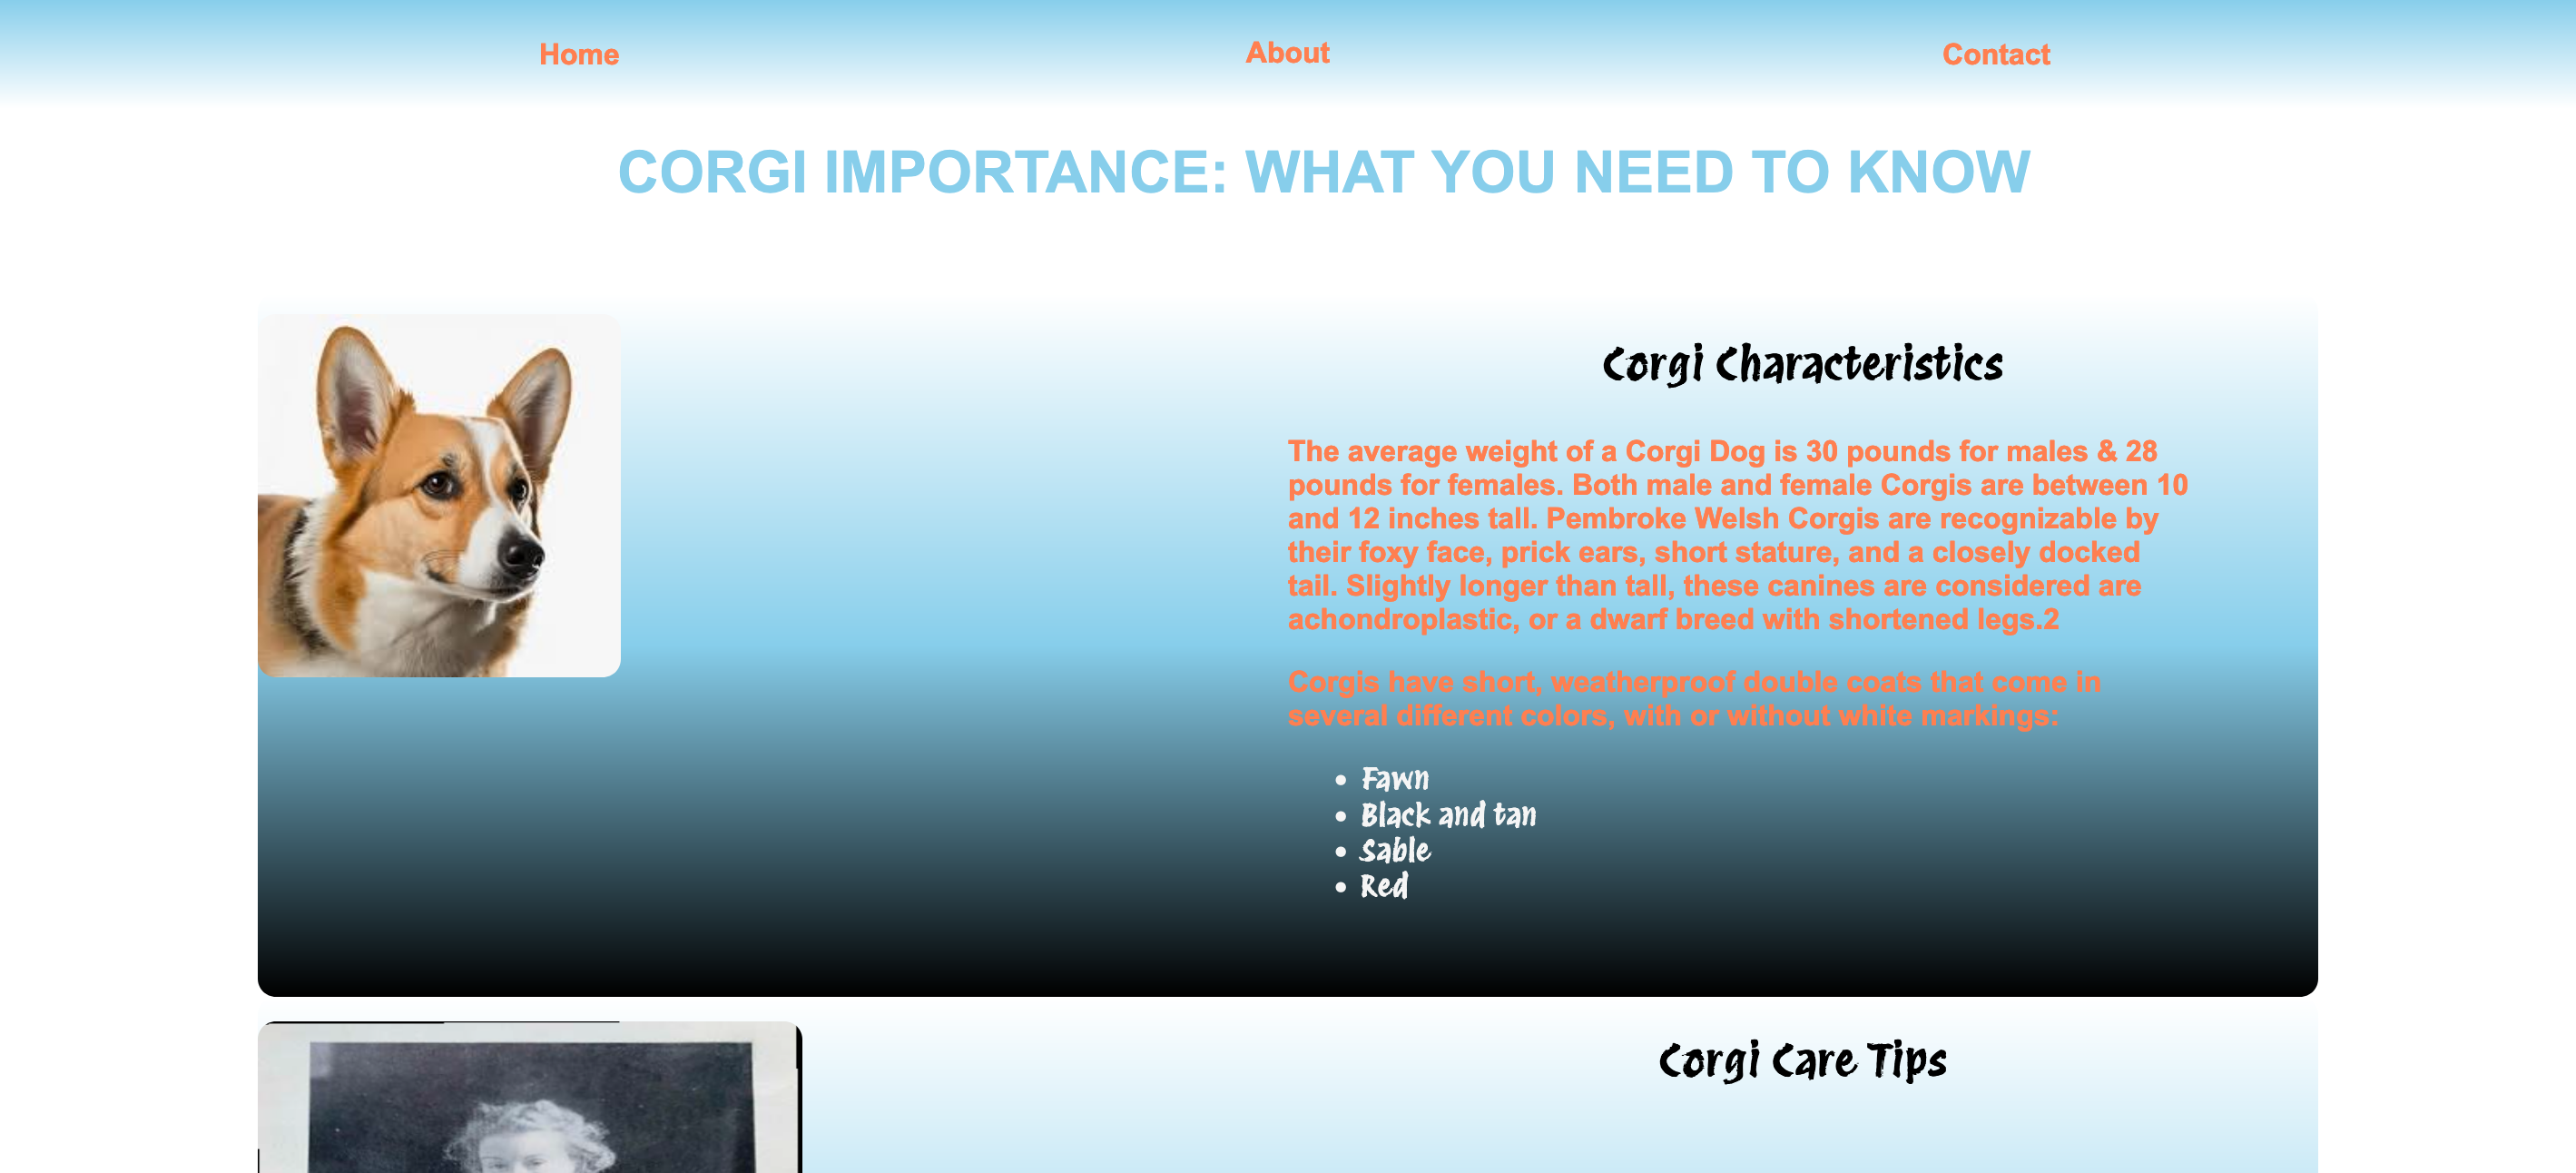 Home About Contact
CORGI IMPORTANCE: WHAT YOU NEED TO KNOW
Corgi Characteristics
The average weight of a Corgi Dog is 30 pounds for males & 28
pounds for females. Both male and female Corgis are between 10
and 12 inches tall. Pembroke Welsh Corgis are recognizable by
their foxy face, prick ears, short stature, and a closely docked
tail. Slightly longer than tall, these canines are considered are
achondroplastic, or a dwarf breed with shortened legs.2
Corgis have short, weatherproof double coats that come in
several different colors, with or without white markings:
• Fawn
• Black and tan
• Sable
• Red
Corgi Care Tips